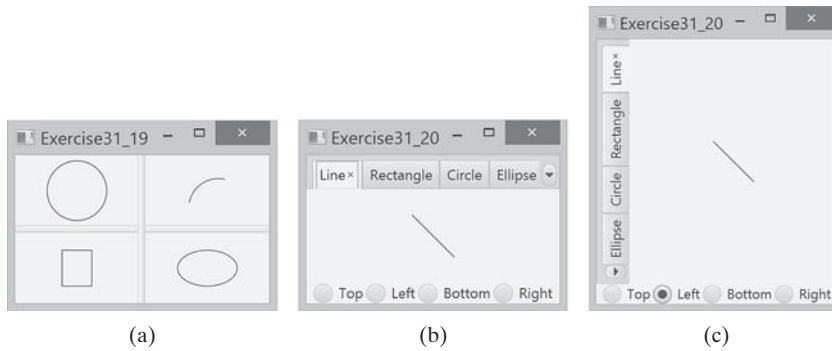 Exercise31_19
Exercise31_20
Line×
Rectangle
Circle
Ellipse
Top
Left
Bottom
Right
Exercise31_20
Line×
Rectangle
Circle
Ellipse
Top
Left
Bottom
Right
(a)
(b)
(c)